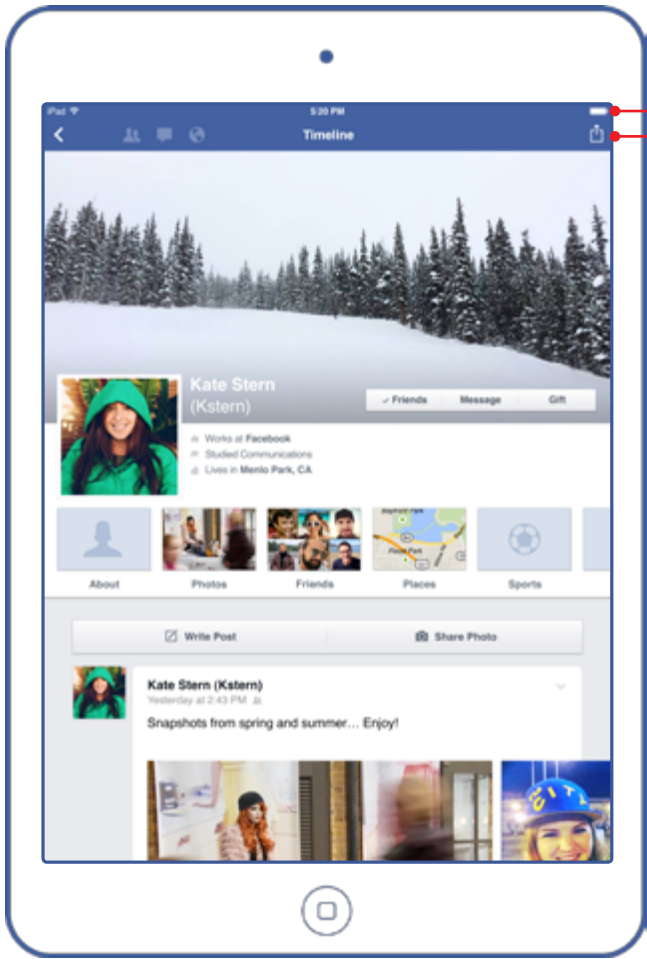 iPad 5:20 PM
Timeline
Kate Stern
(Kstern)
✓ Friends Message Gift
Works at Facebook
Studied Communications
Lives in Menlo Park, CA
About Photos Friends Places Sports
Write Post Share Photo
Kate Stern (Kstern)
Yesterday at 2:43 PM
Snapshots from spring and summer… Enjoy!